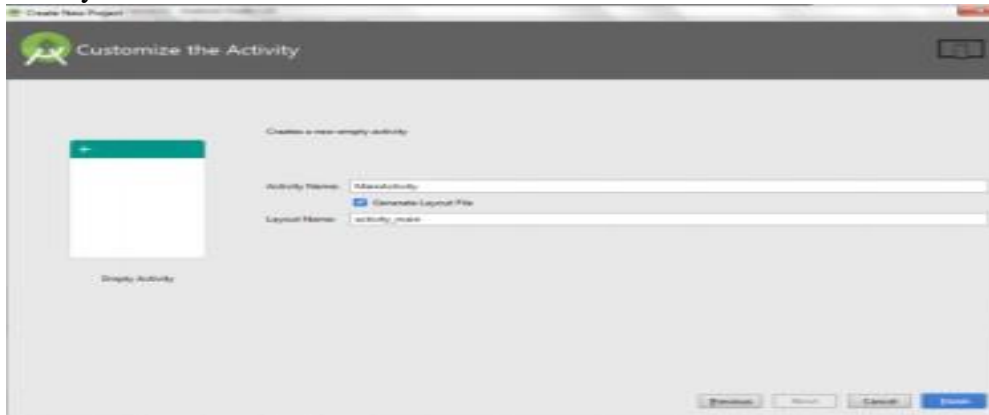 Create New Project
Customize the Activity
Creates a new empty activity
Activity Name: MainActivity
Generate Layout File
Layout Name: activity_main
Empty Activity
Previous Next Cancel Finish